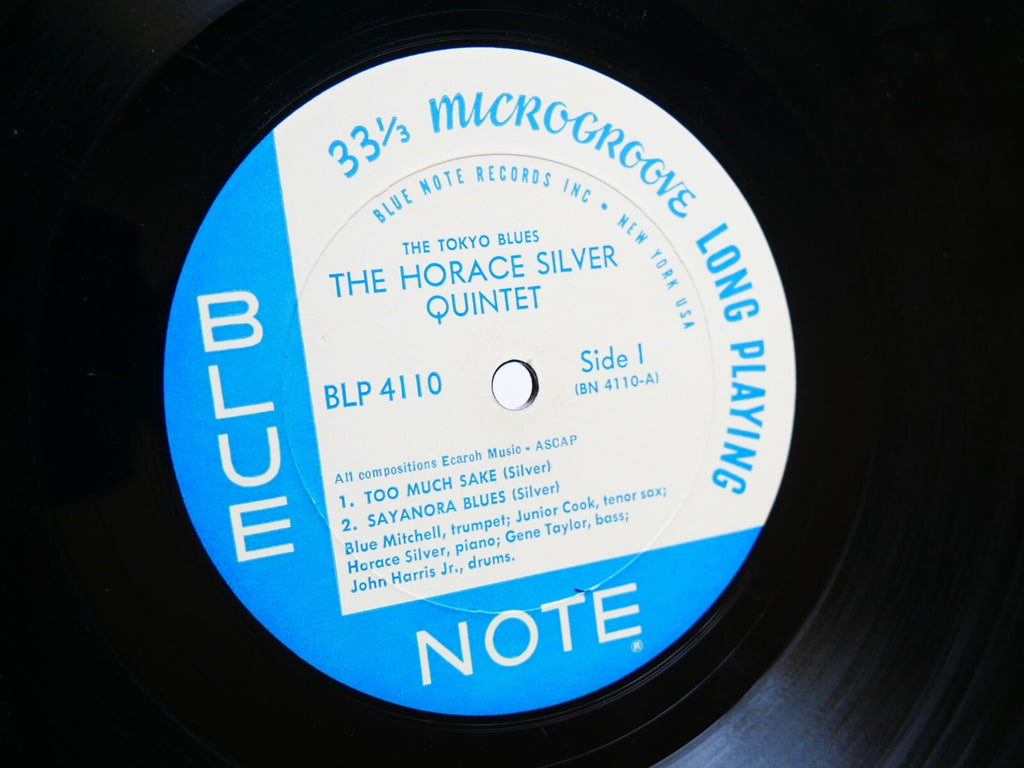 33⅓ MICROGROOVE LONG PLAYING
BLUE NOTE RECORDS INC • NEW YORK USA
THE TOKYO BLUES
THE HORACE SILVER
QUINTET
BLP 4110
Side 1
(BN 4110-A)
All compositions Ecaroh Music - ASCAP
1. TOO MUCH SAKE (Silver)
2. SAYANORA BLUES (Silver)
Blue Mitchell, trumpet; Junior Cook, tenor sax;
Horace Silver, piano; Gene Taylor, bass;
John Harris Jr., drums.
BLUE
NOTE®